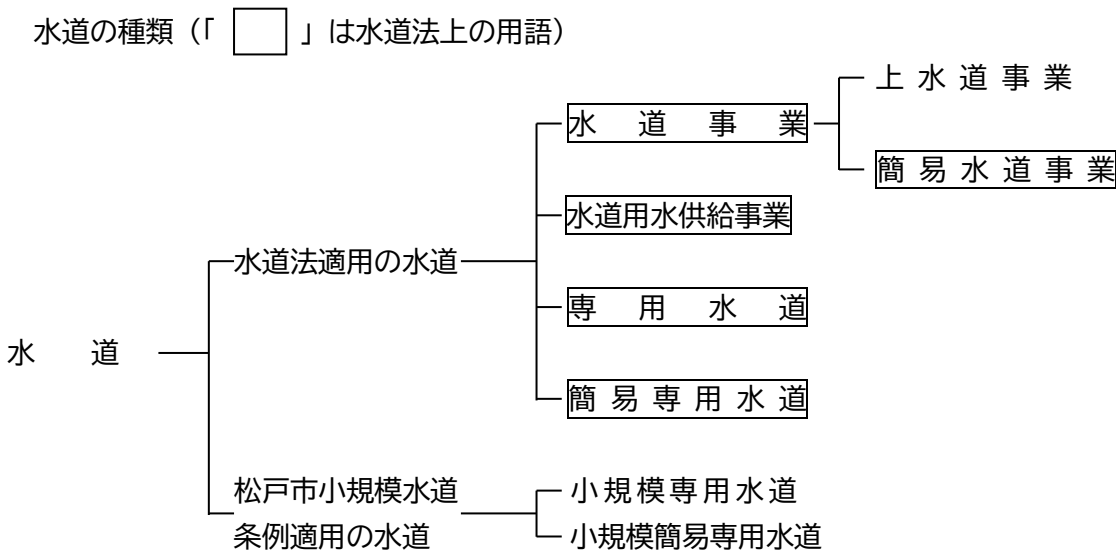 水道の種類（「　　」は水道法上の用語）
上水道事業
水道事業
簡易水道事業
水道用水供給事業
水道法適用の水道
専用水道
水道
簡易専用水道
松戸市小規模水道
条例適用の水道
小規模専用水道
小規模簡易専用水道